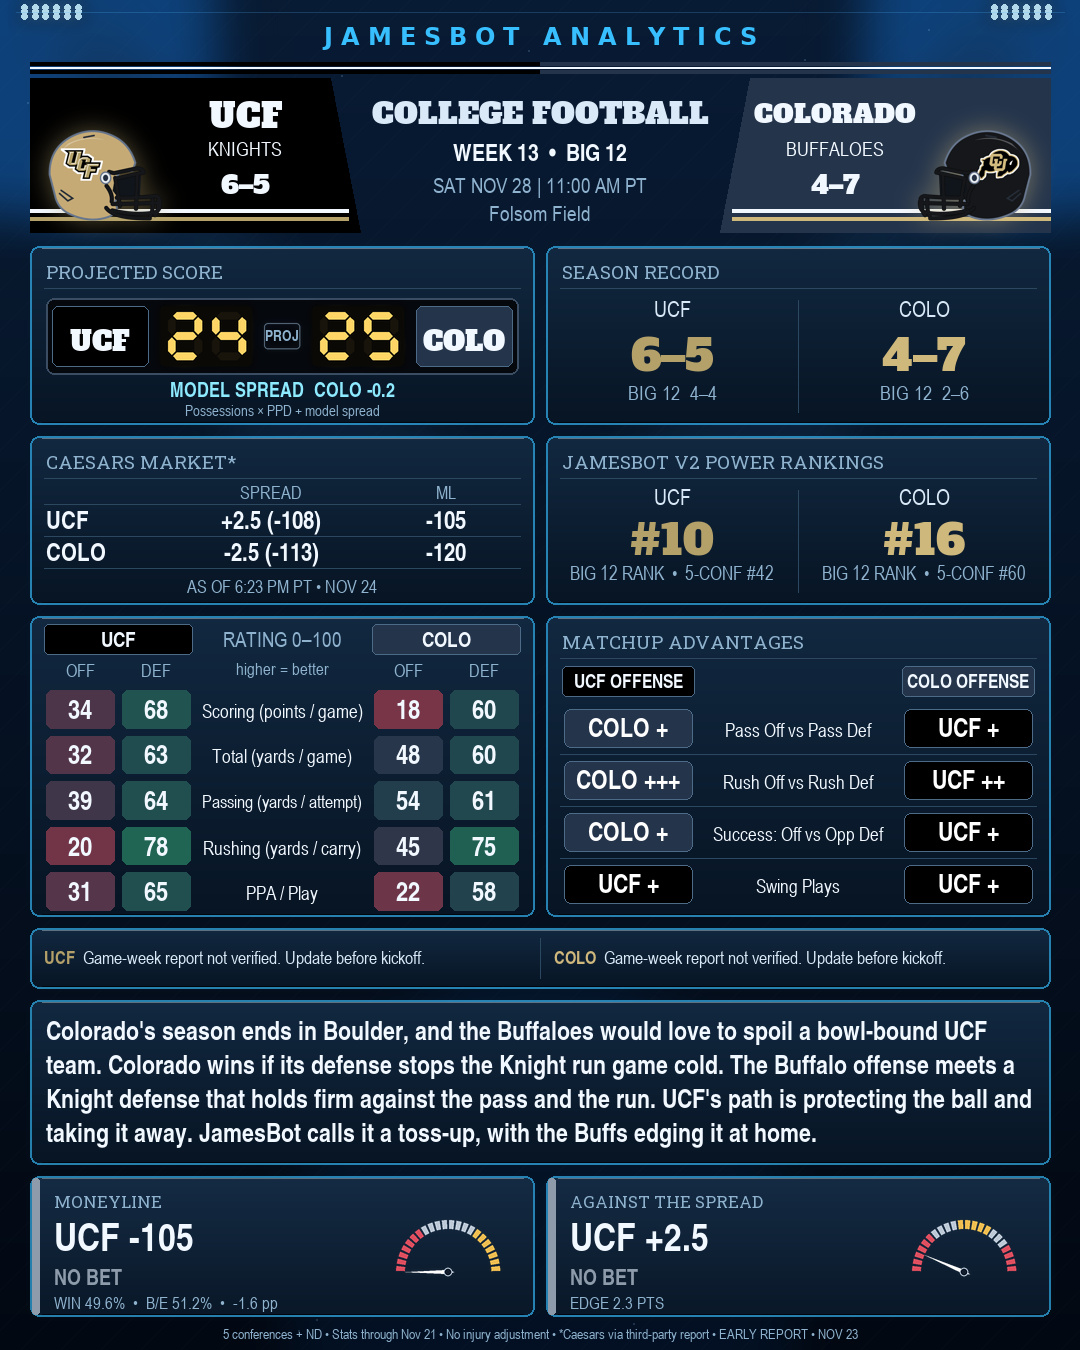 JAMESBOT ANALYTICS
UCF
KNIGHTS
6–5
UCF
COLLEGE FOOTBALL
WEEK 13 • BIG 12
SAT NOV 28 | 11:00 AM PT
Folsom Field
COLORADO
BUFFALOES
4–7
CU
PROJECTED SCORE
UCF 24 PROJ 25 COLO
MODEL SPREAD COLO -0.2
Possessions × PPD + model spread
SEASON RECORD
UCF COLO
6–5 4–7
BIG 12 4–4 BIG 12 2–6
CAESARS MARKET*
SPREAD ML
UCF +2.5 (-108) -105
COLO -2.5 (-113) -120
AS OF 6:23 PM PT • NOV 24
JAMESBOT V2 POWER RANKINGS
UCF COLO
#10 #16
BIG 12 RANK • 5-CONF #42 BIG 12 RANK • 5-CONF #60
UCF RATING 0–100 COLO
OFF DEF higher = better OFF DEF
34 68 Scoring (points / game) 18 60
32 63 Total (yards / game) 48 60
39 64 Passing (yards / attempt) 54 61
20 78 Rushing (yards / carry) 45 75
31 65 PPA / Play 22 58
MATCHUP ADVANTAGES
UCF OFFENSE COLO OFFENSE
COLO + Pass Off vs Pass Def UCF +
COLO +++ Rush Off vs Rush Def UCF ++
COLO + Success: Off vs Opp Def UCF +
UCF + Swing Plays UCF +
UCF Game-week report not verified. Update before kickoff.
COLO Game-week report not verified. Update before kickoff.
Colorado's season ends in Boulder, and the Buffaloes would love to spoil a bowl-bound UCF
team. Colorado wins if its defense stops the Knight run game cold. The Buffalo offense meets a
Knight defense that holds firm against the pass and the run. UCF's path is protecting the ball and
taking it away. JamesBot calls it a toss-up, with the Buffs edging it at home.
MONEYLINE
UCF -105
NO BET
WIN 49.6% • B/E 51.2% • -1.6 pp
AGAINST THE SPREAD
UCF +2.5
NO BET
EDGE 2.3 PTS
5 conferences + ND • Stats through Nov 21 • No injury adjustment • *Caesars via third-party report • EARLY REPORT • NOV 23